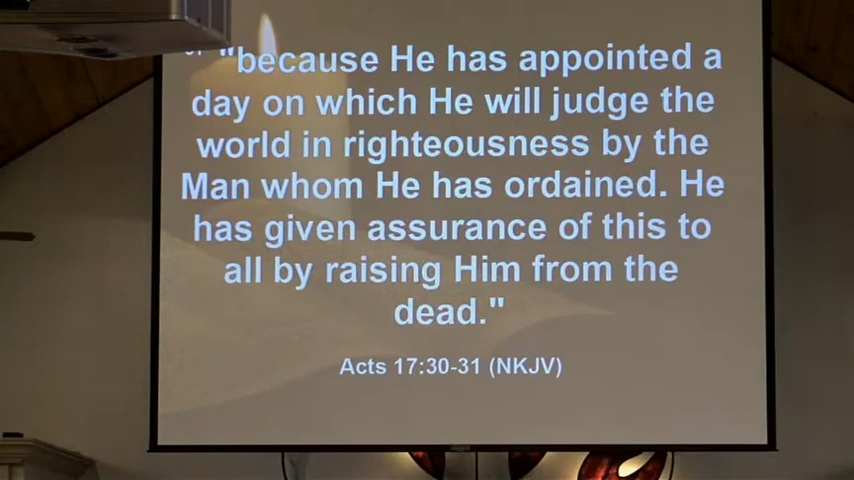 31 "because He has appointed a
day on which He will judge the
world in righteousness by the
Man whom He has ordained. He
has given assurance of this to
all by raising Him from the
dead."
Acts 17:30-31 (NKJV)